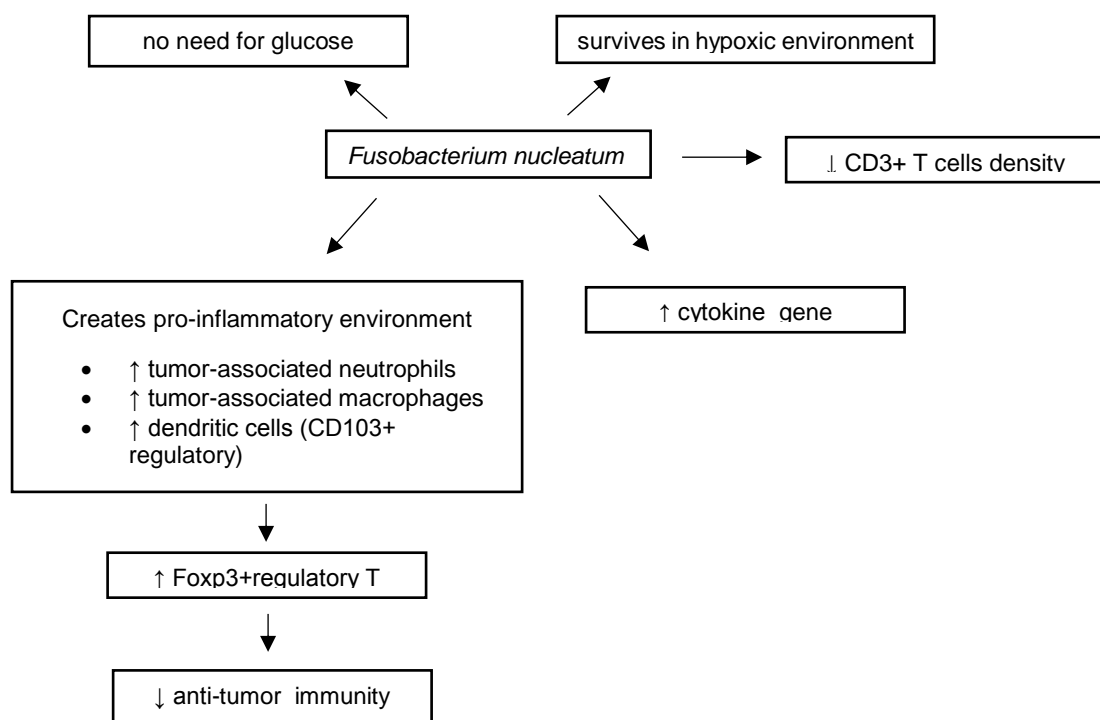 no need for glucose
survives in hypoxic environment
Fusobacterium nucleatum
↓ CD3+ T cells density
Creates pro-inflammatory environment
• ↑ tumor-associated neutrophils
• ↑ tumor-associated macrophages
• ↑ dendritic cells (CD103+
regulatory)
↑ cytokine gene
↑ Foxp3+regulatory T
↓ anti-tumor immunity